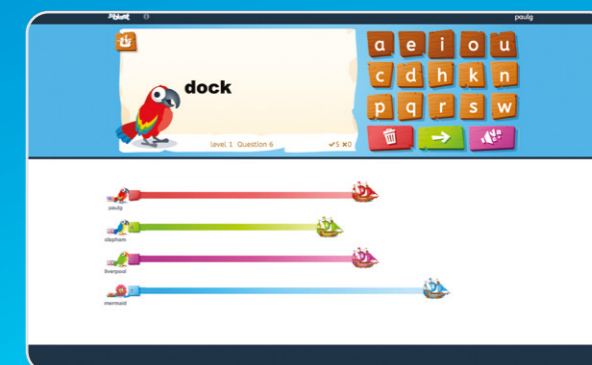 paulg
a e i o u
dock
c d h k n
p q r s w
level 1 Question 6 ✓5 ✗0
paulg
clapham
liverpool
mermaid